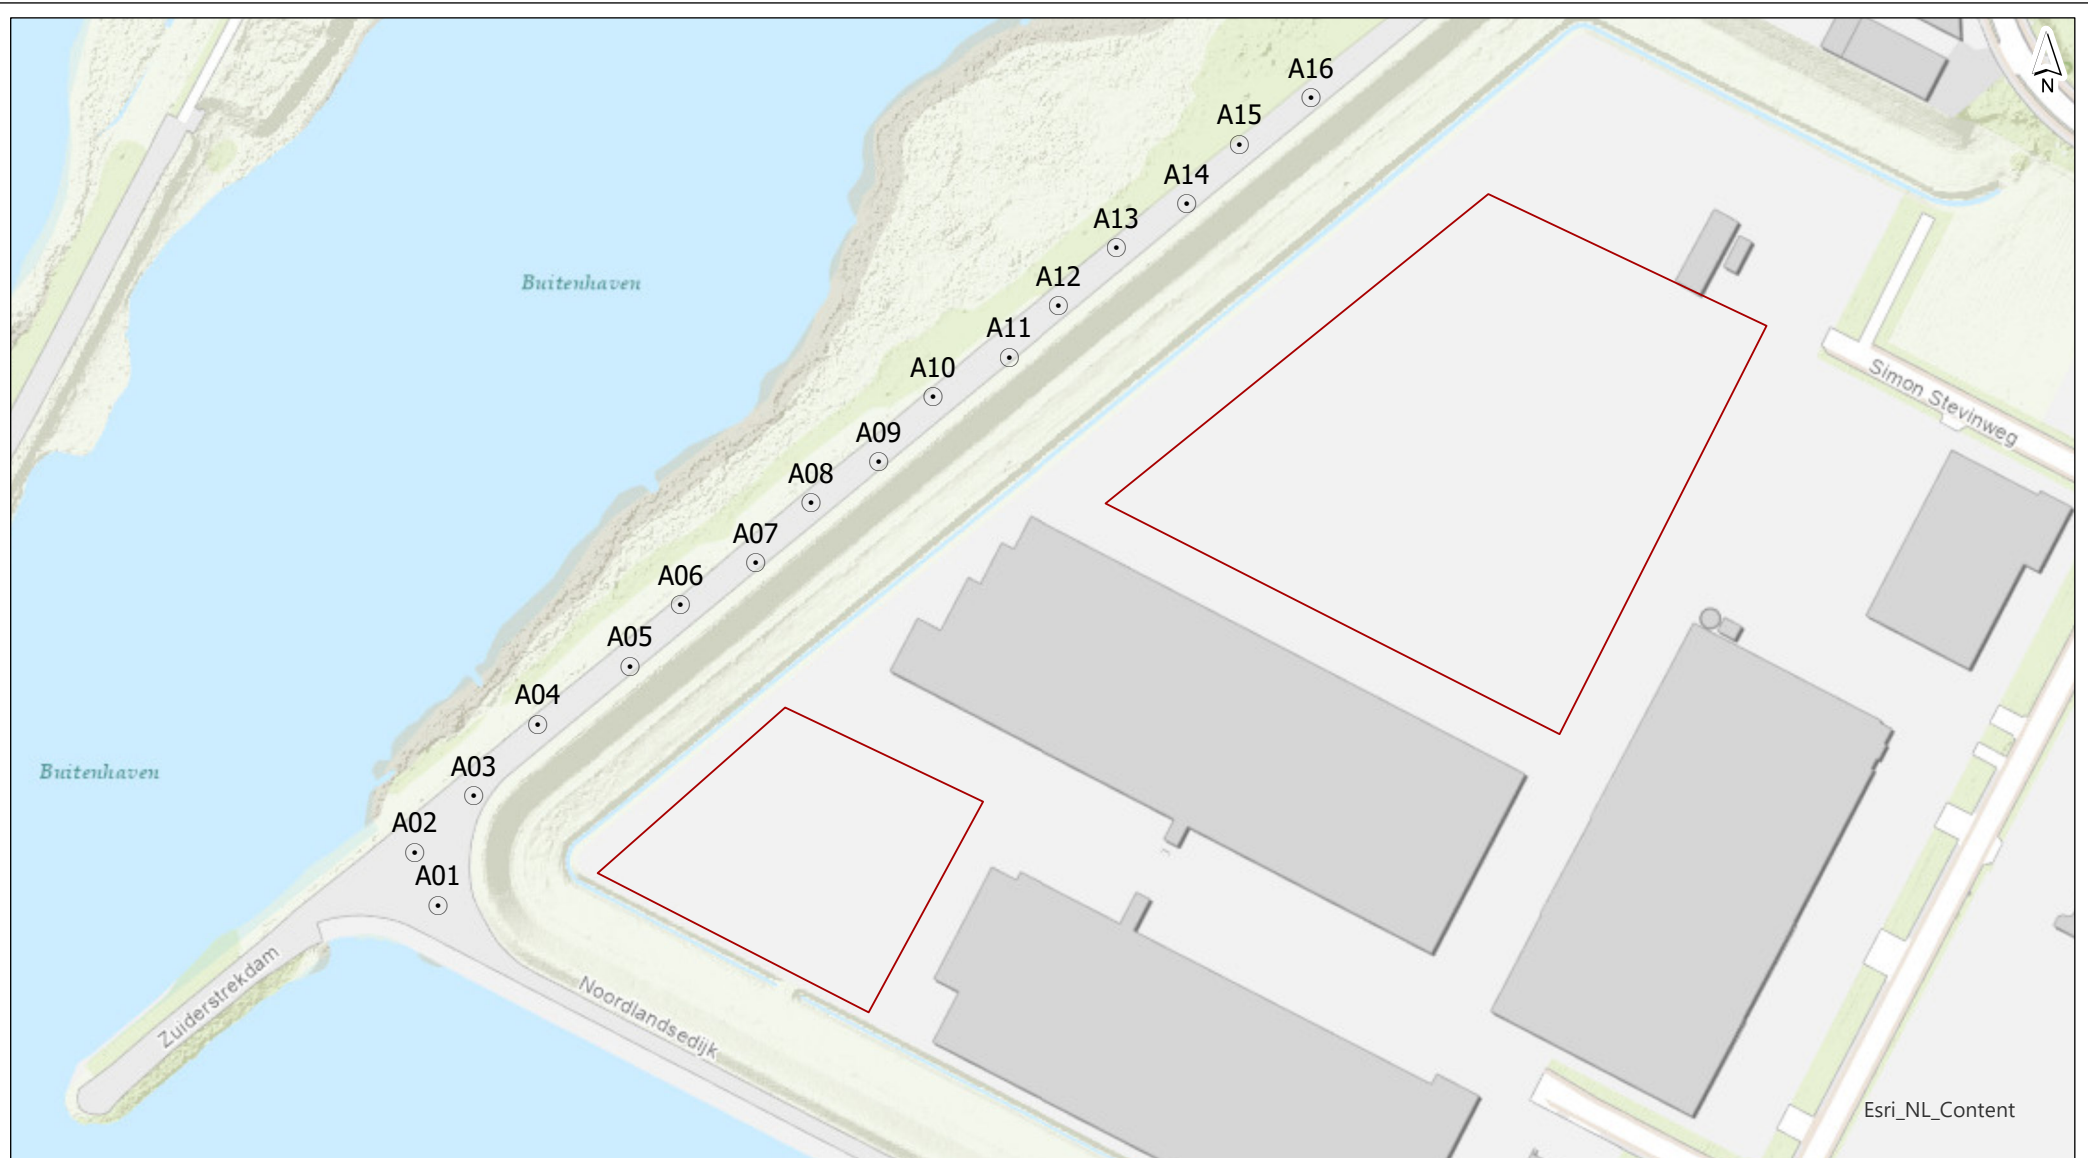 A16
N
A15
A14
A13
Buitenhaven
A12
A11
A10
Simon Stevinweg
A09
A08
A07
A06
A05
A04
Buitenhaven
A03
A02
A01
Zuiderstrekdam
Noordlandsedijk
Esri_NL_Content